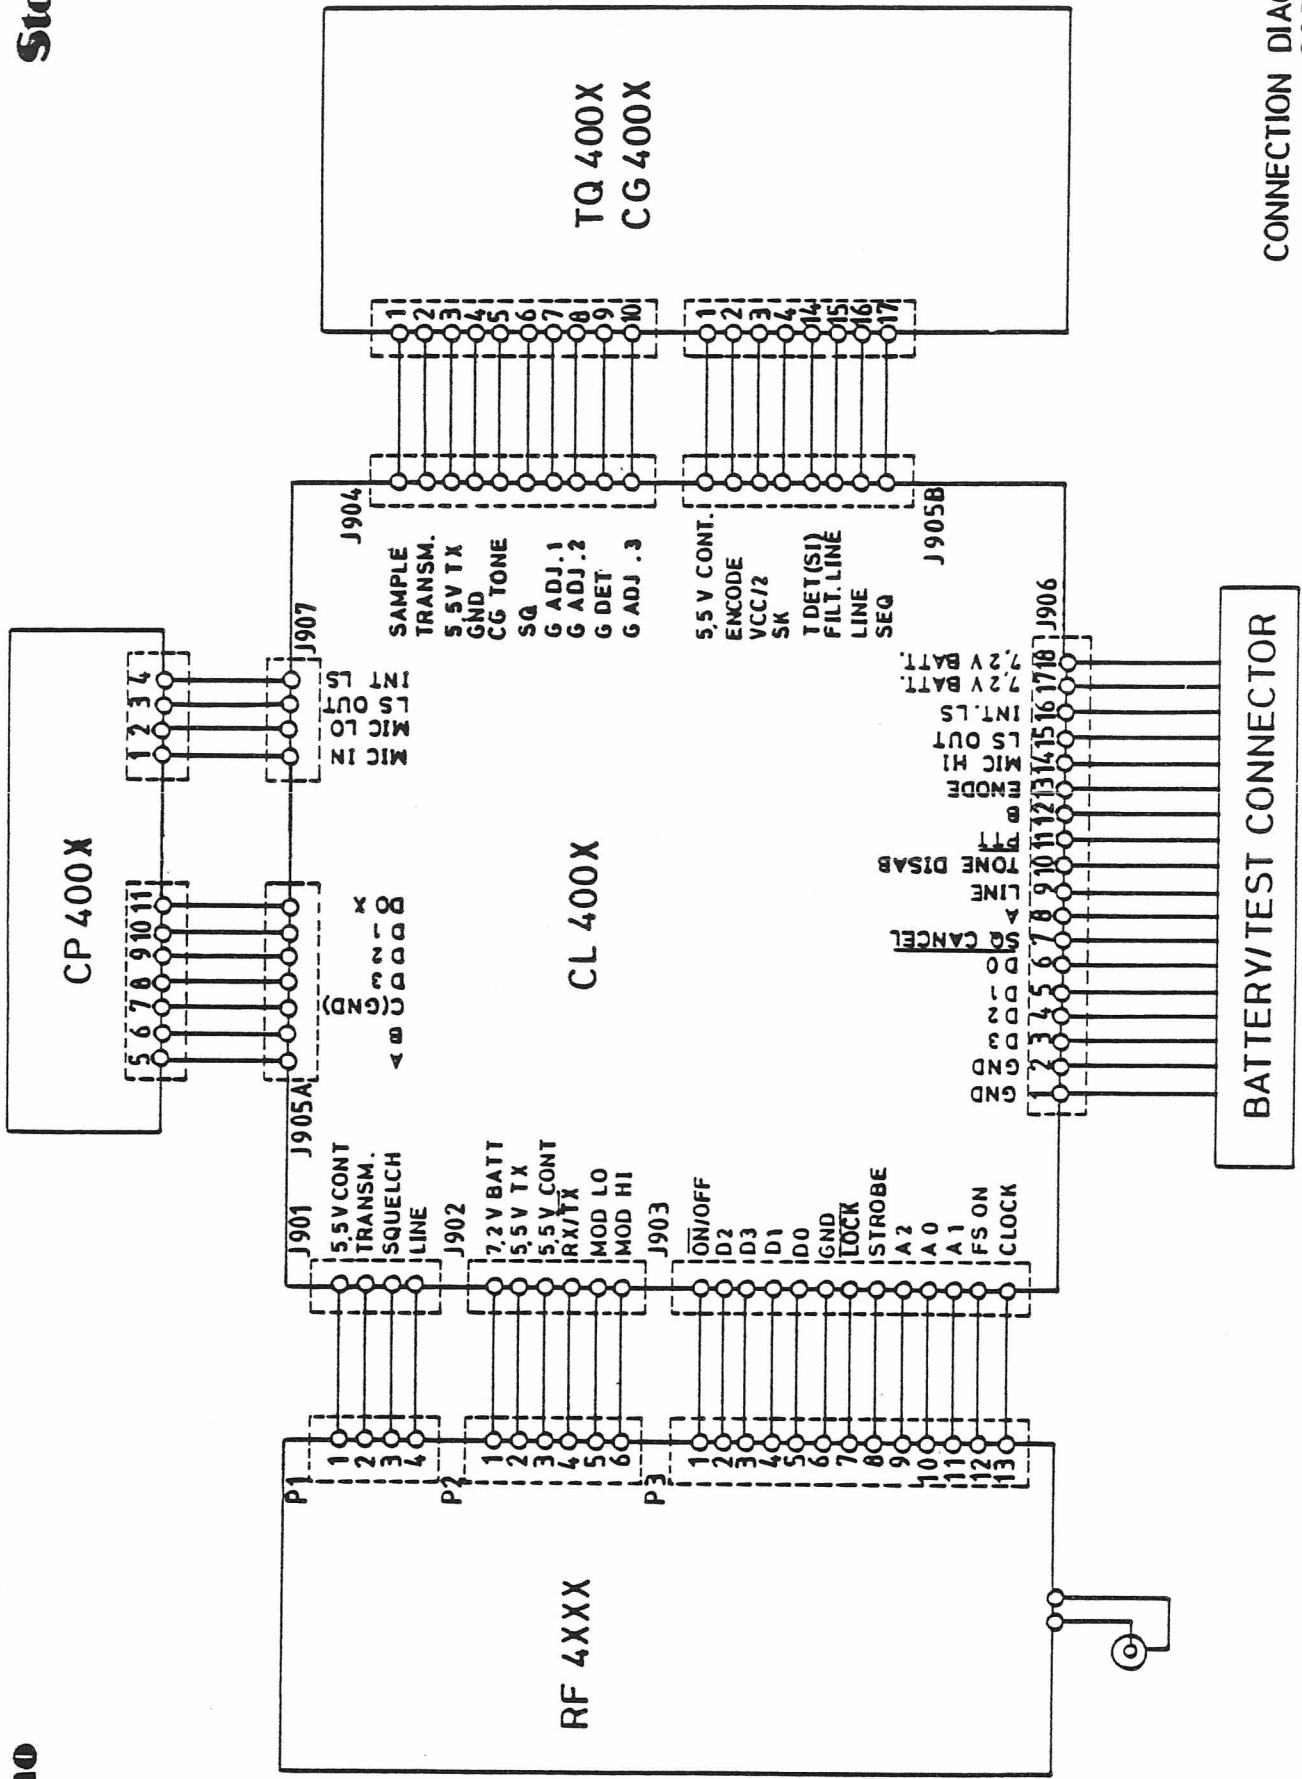 CP 400X
5 6 7 8 9 10 11
1 2 3 4
J905A
A
B
C(GND)
D3
D2
D1
D0 X
J907
MIC IN
MIC LO
LS OUT
INT LS
RF 4XXX
P1
1
2
3
4
P2
1
2
3
4
5
6
P3
1
2
3
4
5
6
7
8
9
10
11
12
13
J901
5,5V CONT
TRANSM.
SQUELCH
LINE
J902
7,2 V BATT
5,5V TX
5,5V CONT
RX/TX
MOD LO
MOD HI
J903
ON/OFF
D2
D3
D1
D0
GND
LOCK
STROBE
A2
A0
A1
FS ON
CLOCK
CL 400X
J904
SAMPLE
TRANSM.
5,5V TX
GND
CG TONE
SQ
G ADJ.1
G ADJ.2
G DET
G ADJ.3
5,5 V CONT.
ENCODE
VCC/2
SK
T DET(SI)
FILT.LINE
LINE
SEQ
J905B
1
2
3
4
5
6
7
8
9
10
1
2
3
4
14
15
16
17
TQ 400X
CG 400X
J906
GND
GND
D3
D2
D1
D0
SQ CANCEL
A
LINE
TONE DISAB
PTT
B
ENODE
MIC HI
LS OUT
INT.LS
7,2V BATT.
7,2V BATT.
1 2 3 4 5 6 7 8 9 10 11 12 13 14 15 16 17 18
BATTERY/TEST CONNECTOR
CONNECTION DIAG